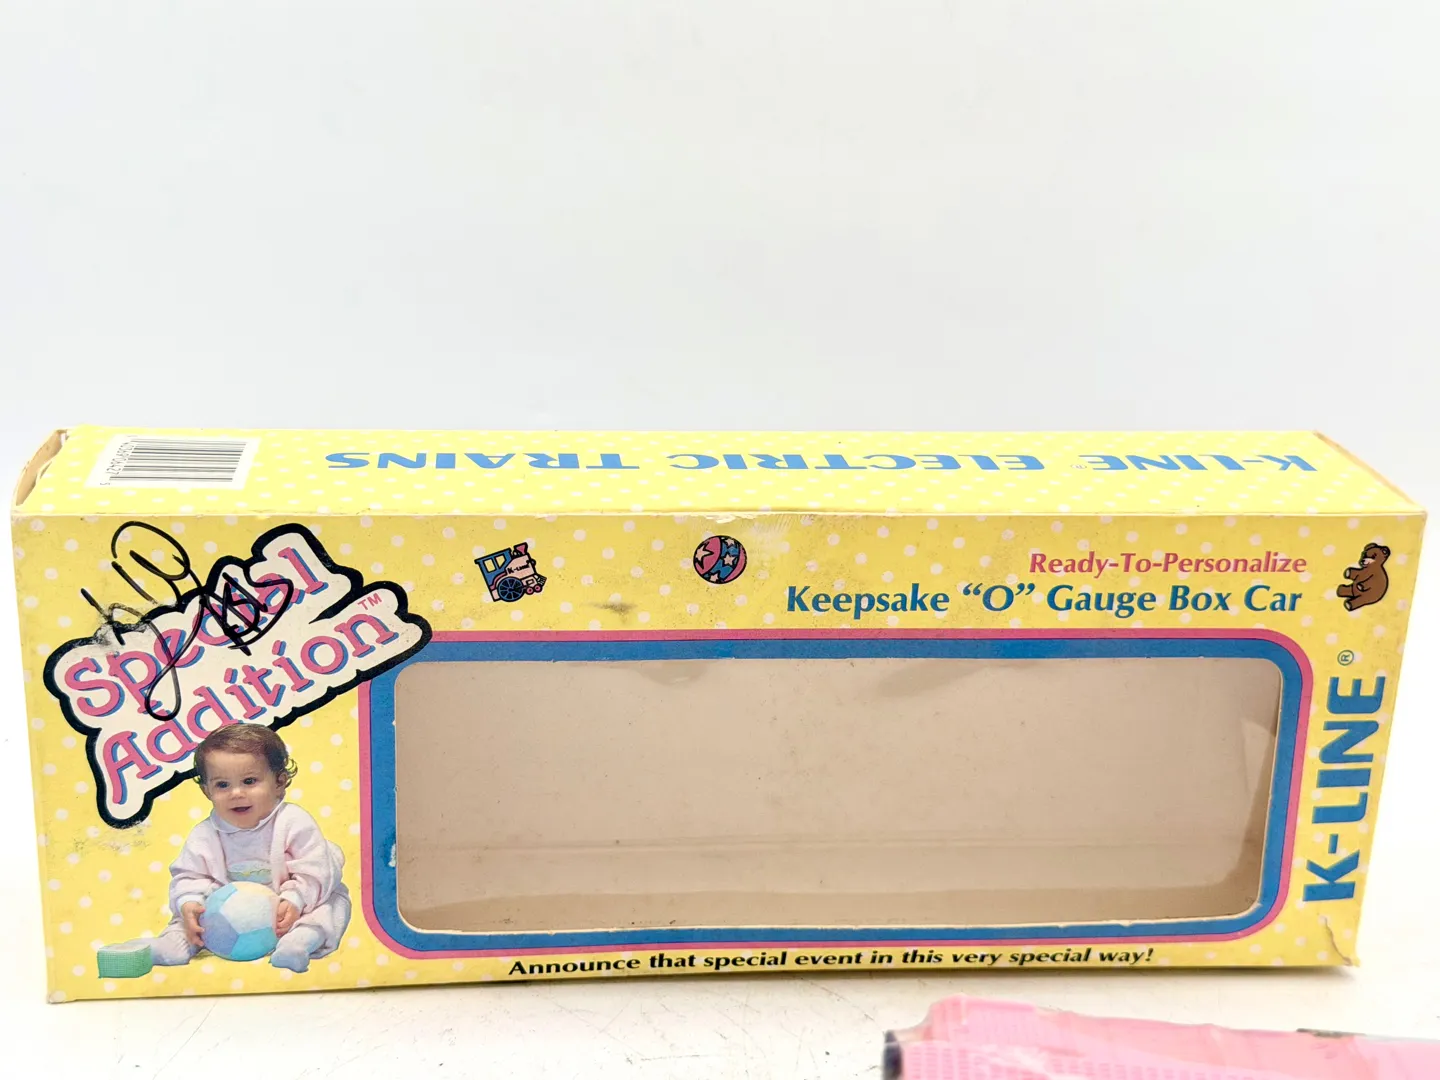 K-LINE® ELECTRIC TRAINS
Special
Addition™
K-LINE
Ready-To-Personalize
Keepsake "O" Gauge Box Car
K-LINE®
Announce that special event in this very special way!